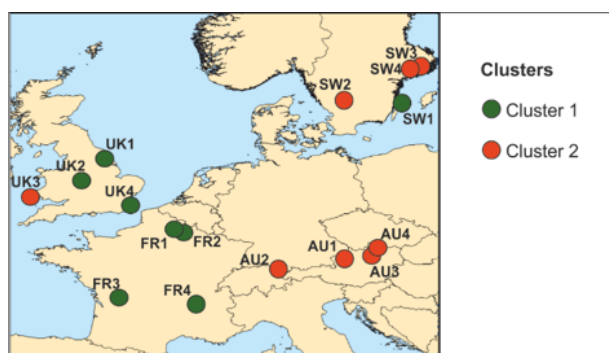 SW3
SW4
SW2
SW1
Clusters
Cluster 1
Cluster 2
UK1
UK2
UK3
UK4
FR1
FR2
AU4
AU1
AU2
AU3
FR3
FR4